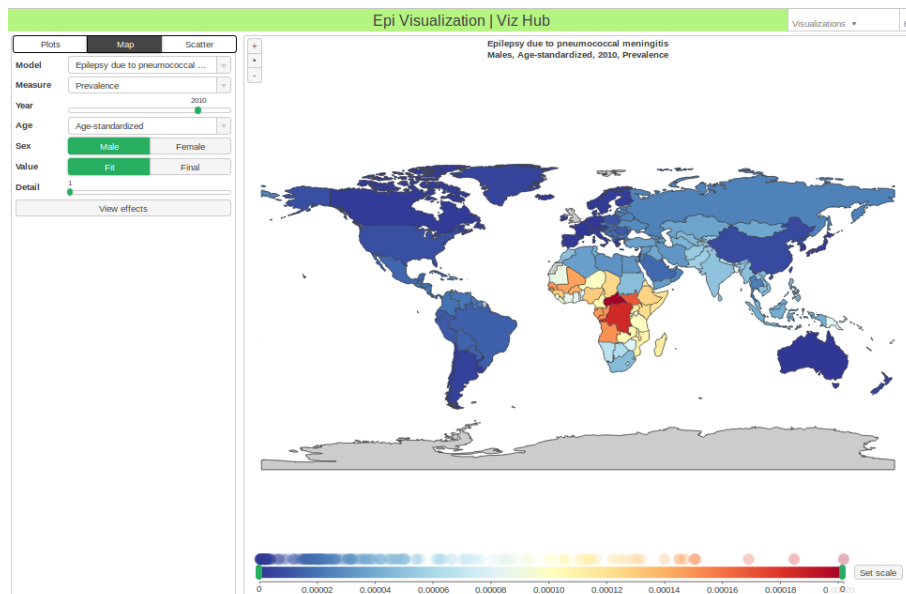 Epi Visualization | Viz Hub
Visualizations ▾
Plots Map Scatter
Model Epilepsy due to pneumococcal ...
Measure Prevalence
Year 2010
Age Age-standardized
Sex Male Female
Value Fit Final
Detail 1
View effects
+
-
Epilepsy due to pneumococcal meningitis
Males, Age-standardized, 2010, Prevalence
Set scale
0 0.00002 0.00004 0.00006 0.00008 0.00010 0.00012 0.00014 0.00016 0.00018 0